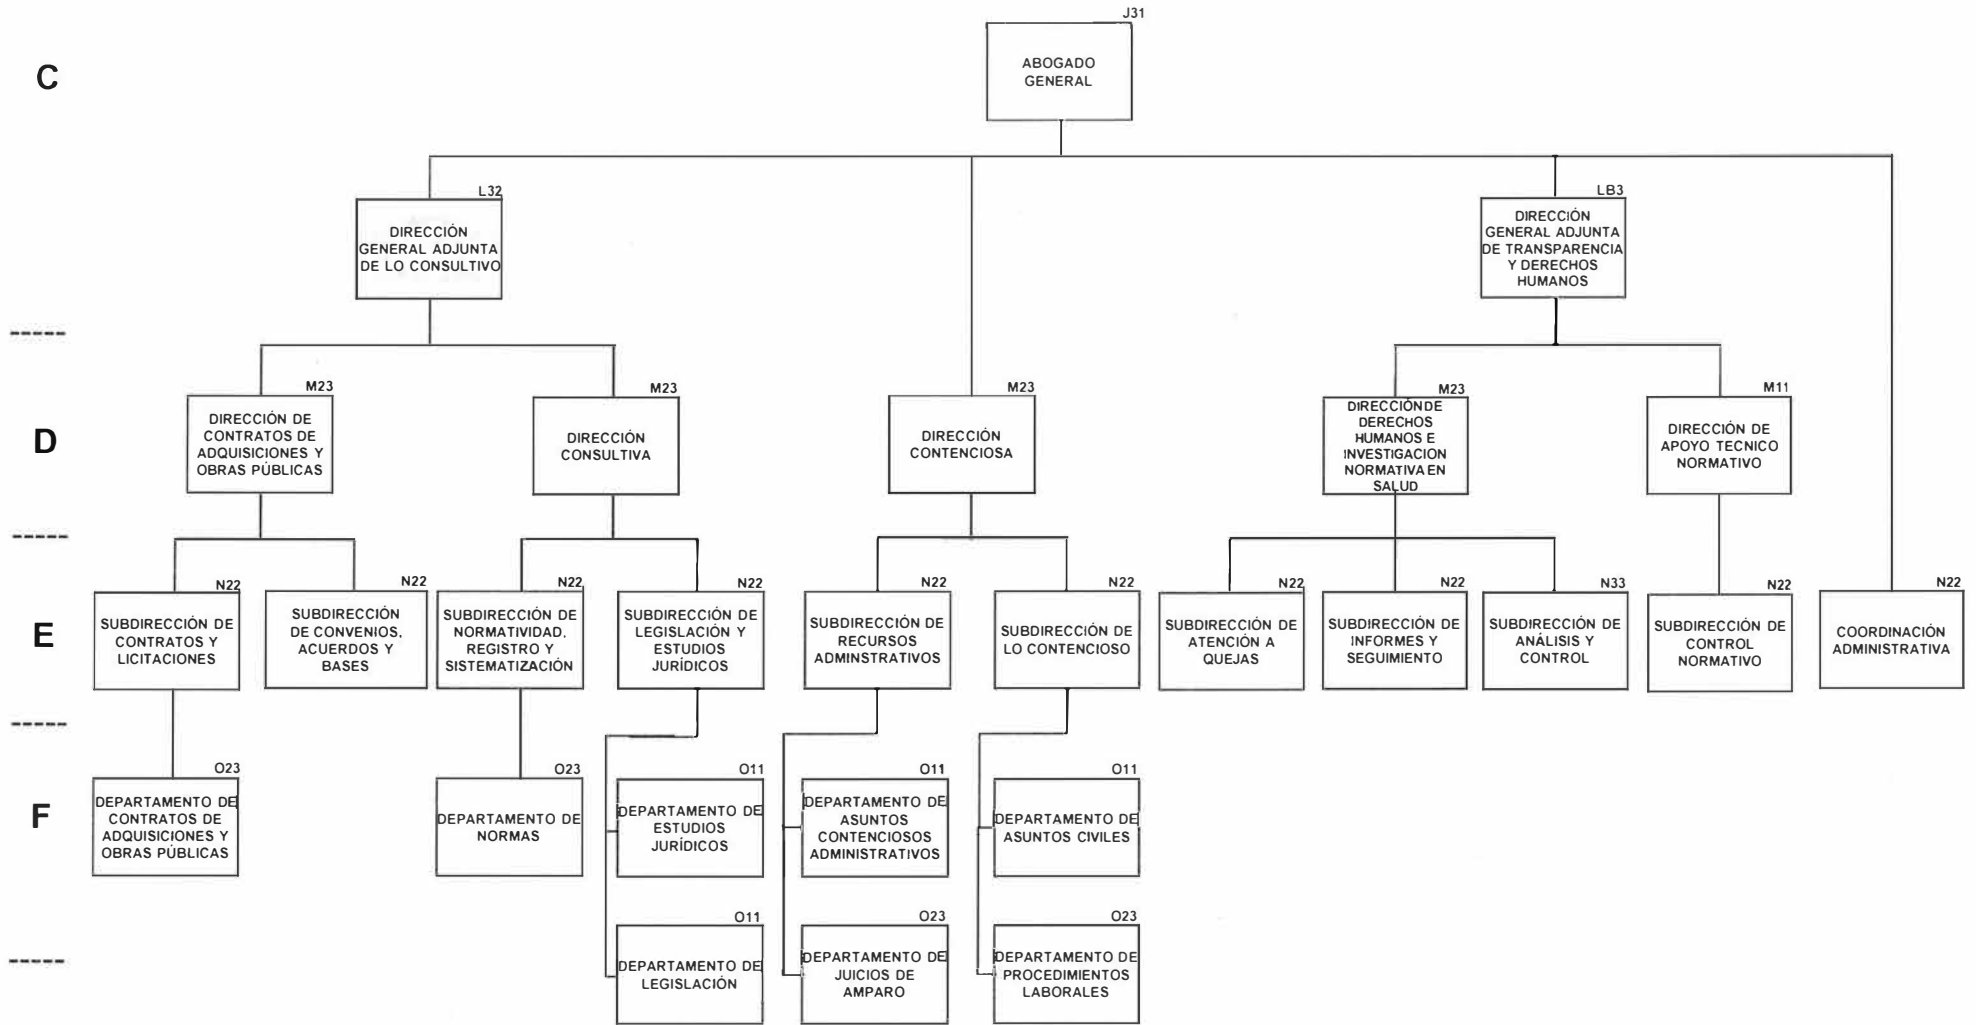 J31
C
ABOGADO
GENERAL
L32
DIRECCIÓN
GENERAL ADJUNTA
DE LO CONSULTIVO
LB3
DIRECCIÓN
GENERAL ADJUNTA
DE TRANSPARENCIA
Y DERECHOS
HUMANOS
D
M23
DIRECCIÓN DE
CONTRATOS DE
ADQUISICIONES Y
OBRAS PÚBLICAS
M23
DIRECCIÓN
CONSULTIVA
M23
DIRECCIÓN
CONTENCIOSA
M23
DIRECCIÓN DE
DERECHOS
HUMANOS E
INVESTIGACION
NORMATIVA EN
SALUD
M11
DIRECCIÓN DE
APOYO TECNICO
NORMATIVO
E
N22
SUBDIRECCIÓN DE
CONTRATOS Y
LICITACIONES
N22
SUBDIRECCIÓN
DE CONVENIOS,
ACUERDOS Y
BASES
N22
SUBDIRECCIÓN DE
NORMATIVIDAD,
REGISTRO Y
SISTEMATIZACIÓN
N22
SUBDIRECCIÓN DE
LEGISLACIÓN Y
ESTUDIOS
JURÍDICOS
N22
SUBDIRECCIÓN DE
RECURSOS
ADMINSTRATIVOS
N22
SUBDIRECCIÓN DE
LO CONTENCIOSO
N22
SUBDIRECCIÓN DE
ATENCIÓN A
QUEJAS
N22
SUBDIRECCIÓN DE
INFORMES Y
SEGUIMIENTO
N33
SUBDIRECCIÓN DE
ANÁLISIS Y
CONTROL
N22
SUBDIRECCIÓN DE
CONTROL
NORMATIVO
N22
COORDINACIÓN
ADMINISTRATIVA
F
O23
DEPARTAMENTO DE
CONTRATOS DE
ADQUISICIONES Y
OBRAS PÚBLICAS
O23
DEPARTAMENTO DE
NORMAS
O11
DEPARTAMENTO DE
ESTUDIOS
JURÍDICOS
O11
DEPARTAMENTO DE
ASUNTOS
CONTENCIOSOS
ADMINISTRATIVOS
O11
DEPARTAMENTO DE
ASUNTOS CIVILES
O11
DEPARTAMENTO DE
LEGISLACIÓN
O23
DEPARTAMENTO DE
JUICIOS DE
AMPARO
O23
DEPARTAMENTO DE
PROCEDIMIENTOS
LABORALES